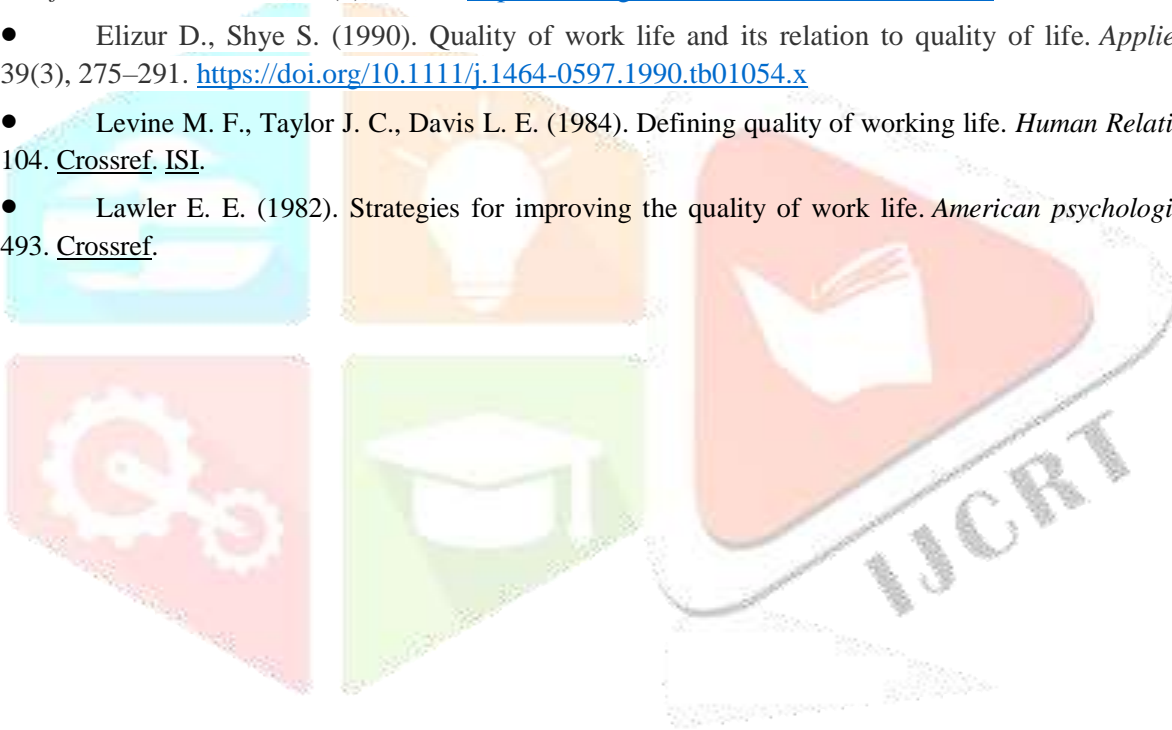 • Elizur D., Shye S. (1990). Quality of work life and its relation to quality of life. Applie
39(3), 275–291. https://doi.org/10.1111/j.1464-0597.1990.tb01054.x
• Levine M. F., Taylor J. C., Davis L. E. (1984). Defining quality of working life. Human Relati
104. Crossref. ISI.
• Lawler E. E. (1982). Strategies for improving the quality of work life. American psychologi
493. Crossref.
IJCRT